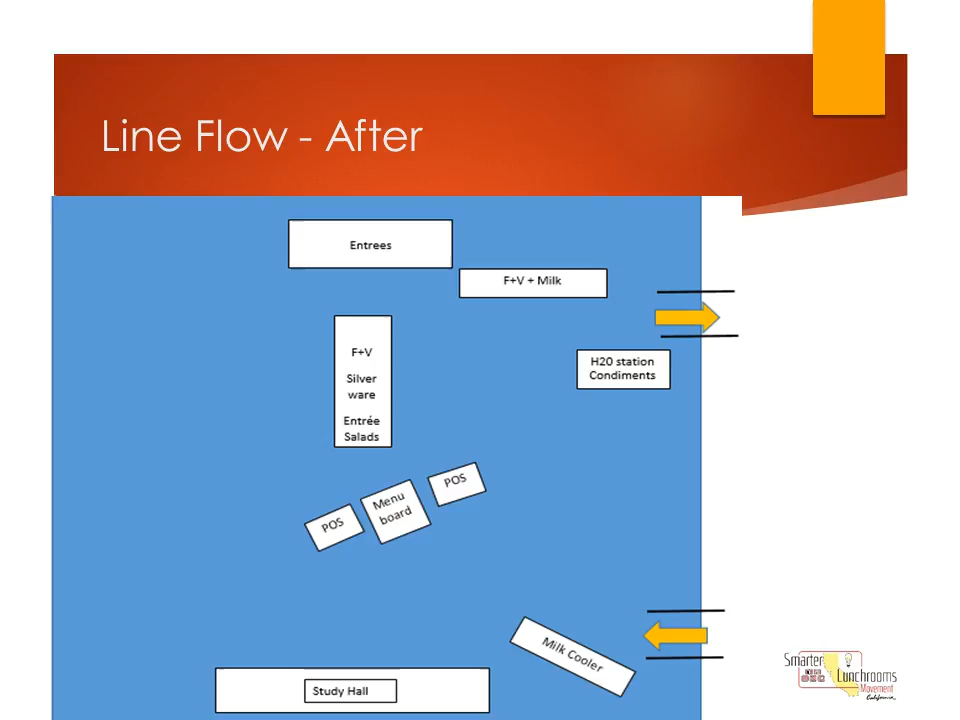 Line Flow - After
Entrees
F+V + Milk
F+V
Silver
ware
Entrée
Salads
H20 station
Condiments
POS
Menu
board
POS
Milk Cooler
Study Hall
Smarter
Lunchrooms
Movement
California